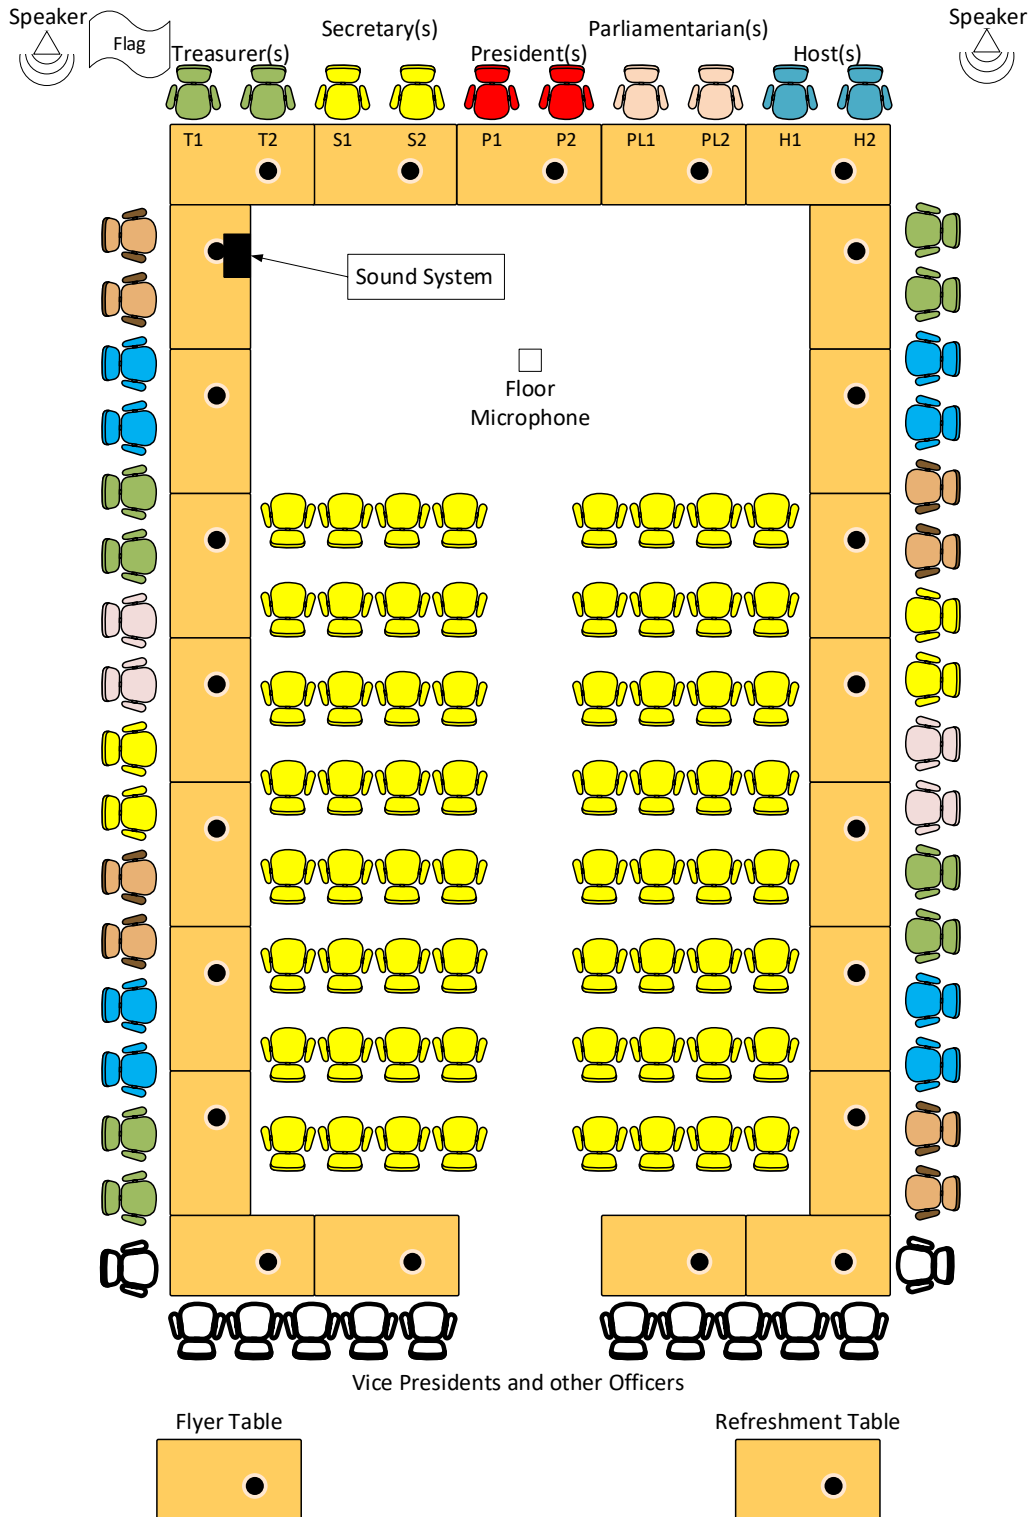 Speaker
Flag
Secretary(s)
Parliamentarian(s)
Speaker
Treasurer(s)
President(s)
Host(s)
T1 T2 S1 S2 P1 P2 PL1 PL2 H1 H2
Sound System
Floor
Microphone
Vice Presidents and other Officers
Flyer Table
Refreshment Table